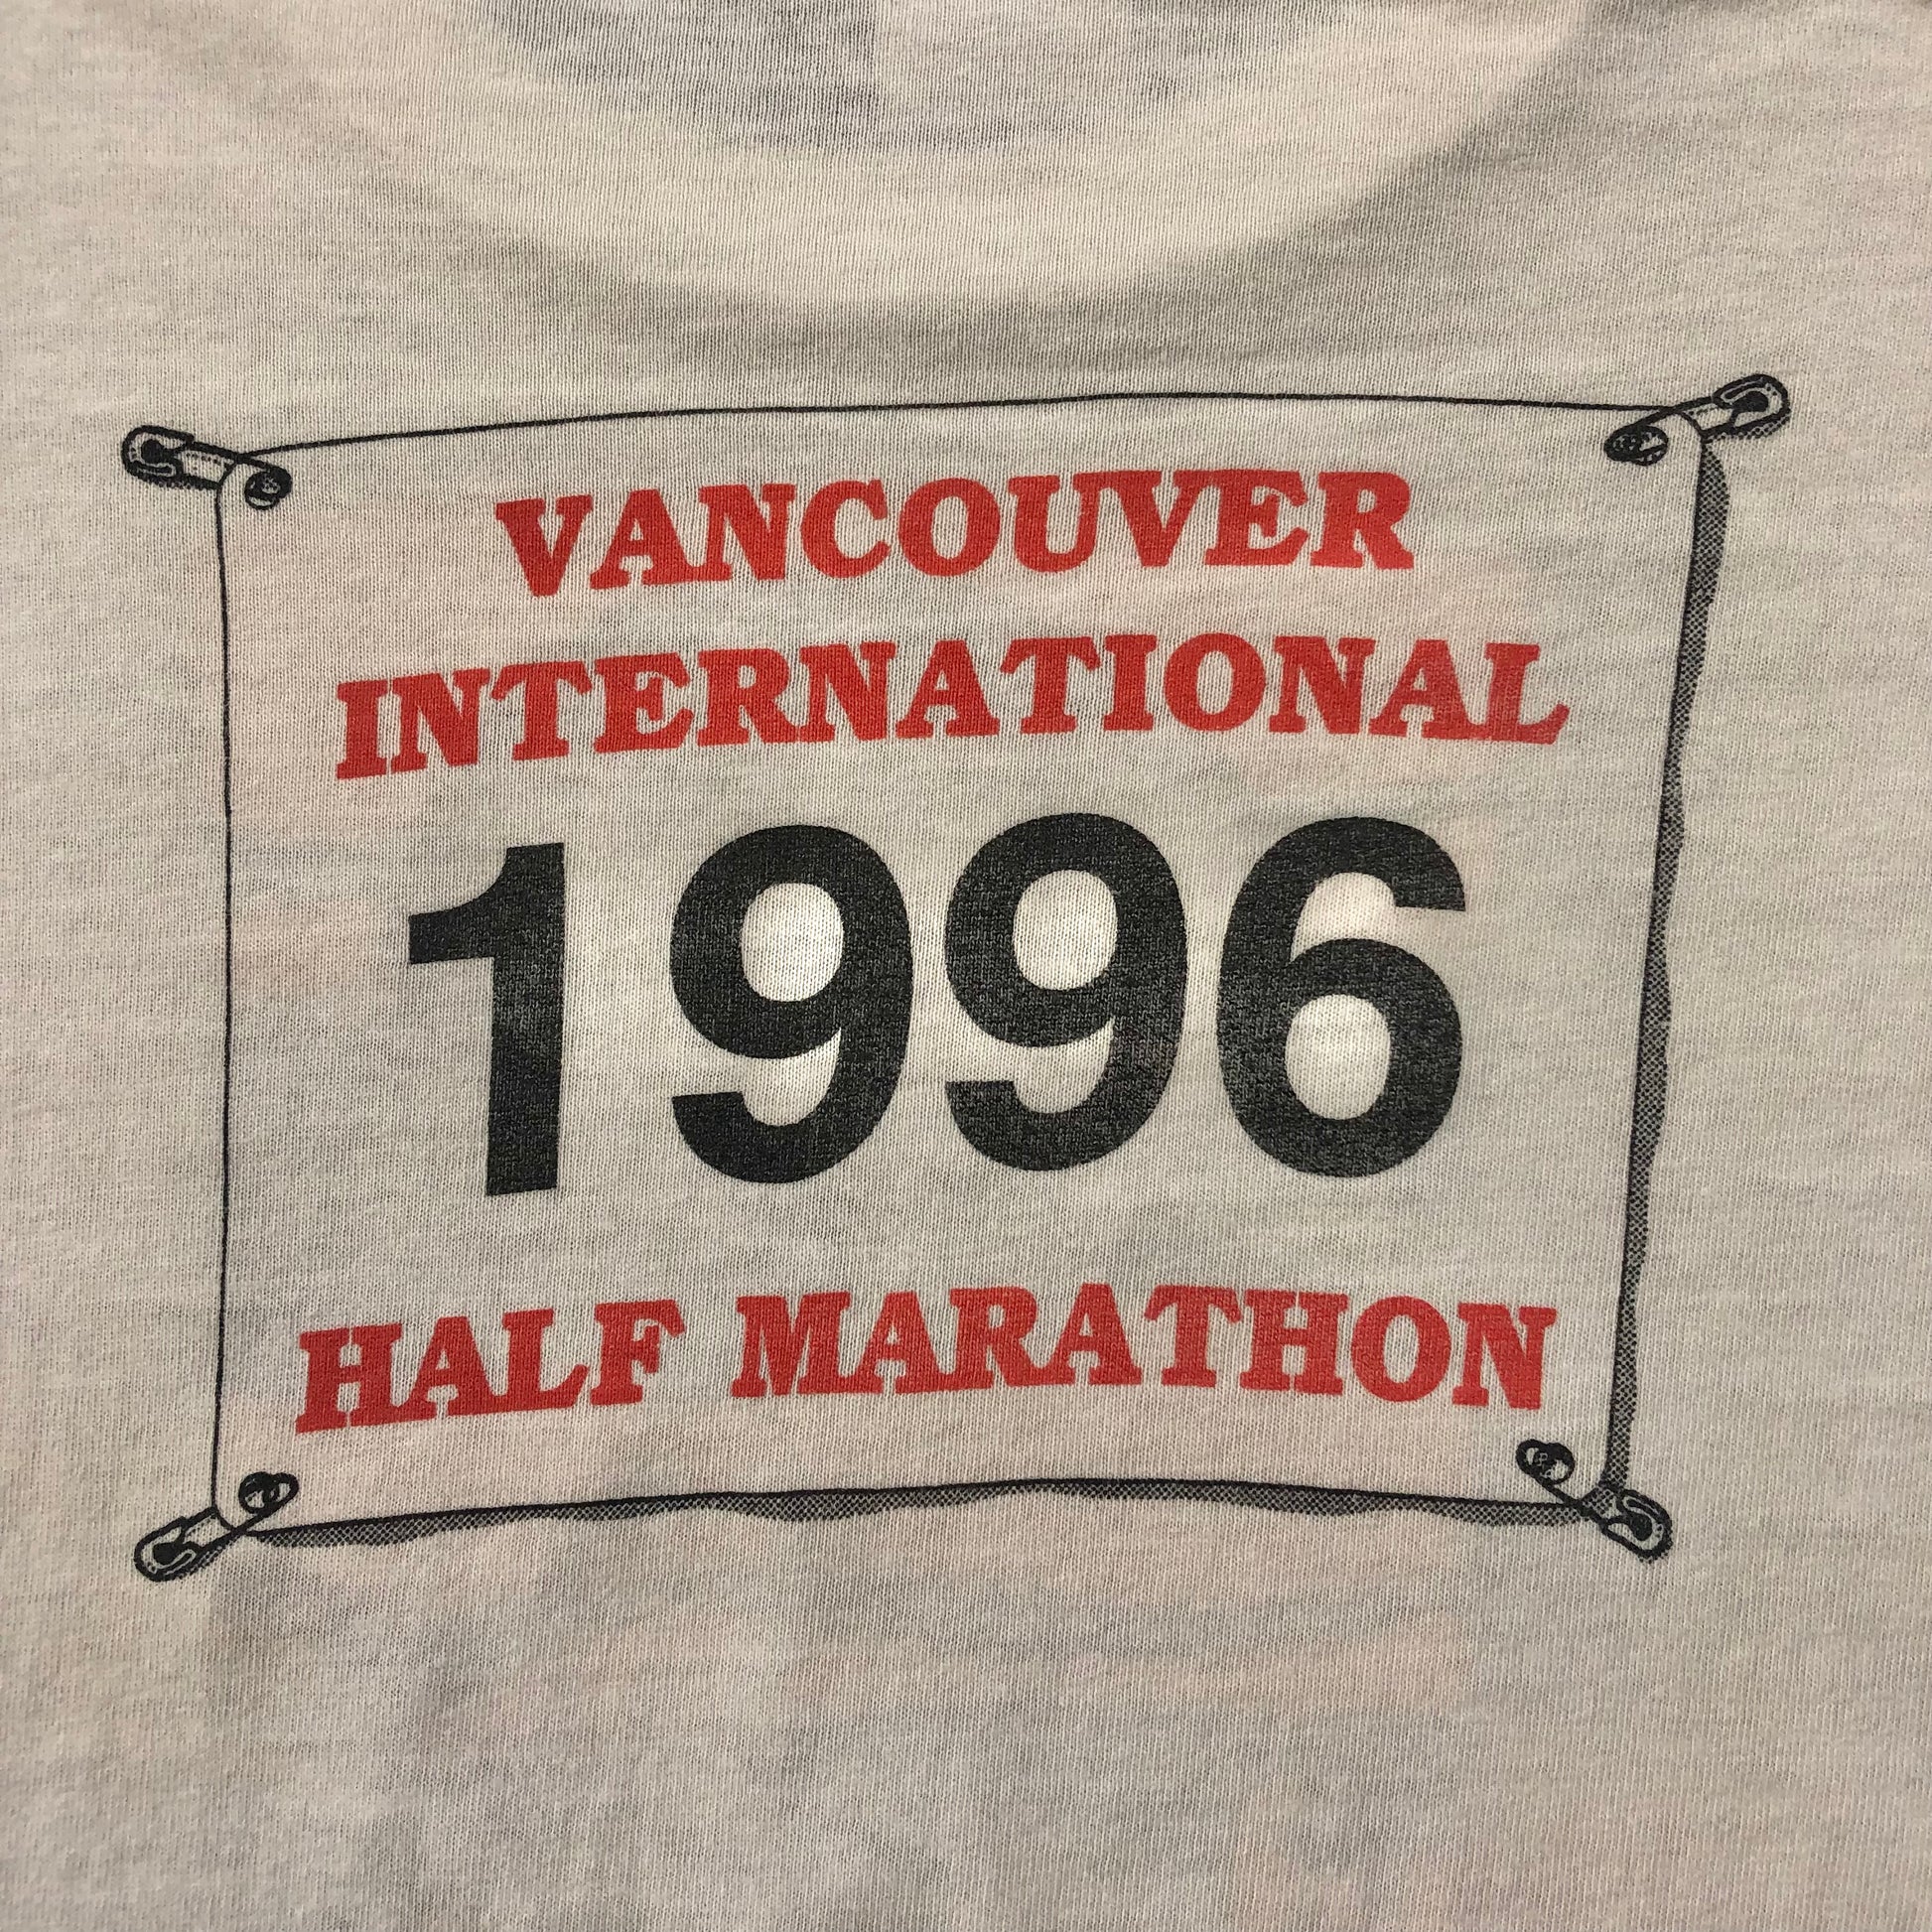 VANCOUVER
INTERNATIONAL
1996
HALF MARATHON